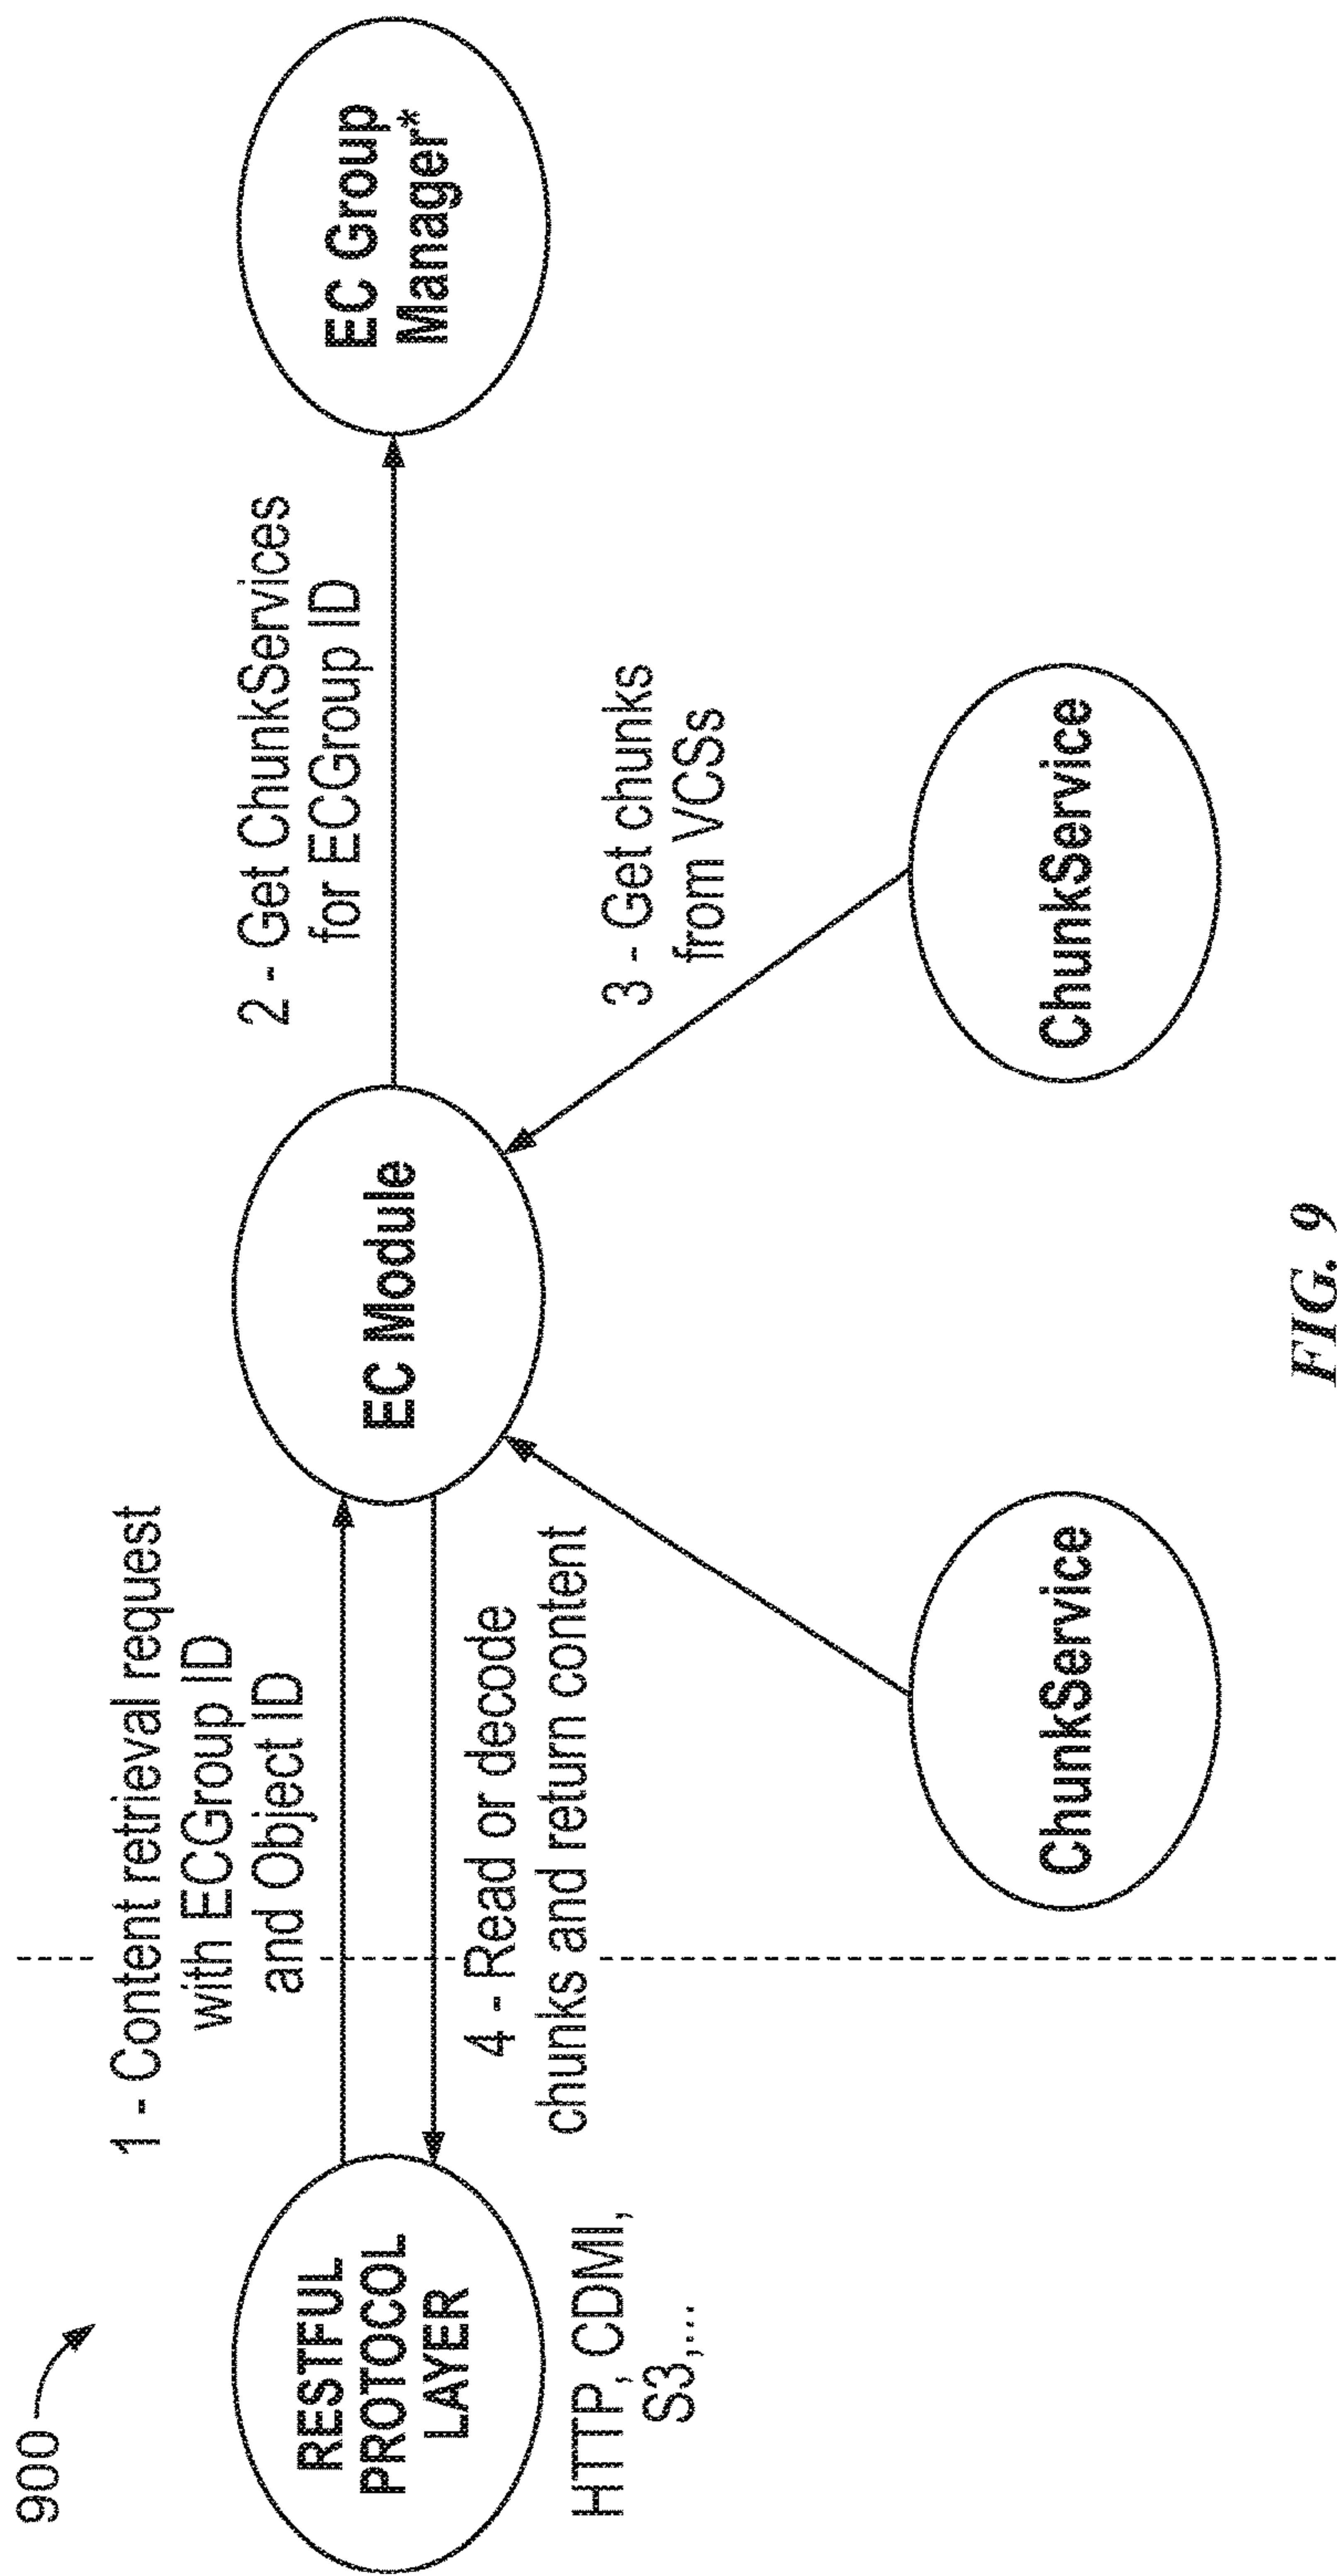 900
1 - Content retrieval request
with ECGroup ID
and Object ID
2 - Get ChunkServices
for ECGroup ID
RESTFUL
PROTOCOL
LAYER
EC Module
EC Group
Manager*
4 - Read or decode
chunks and return content
3 - Get chunks
from VCSs
HTTP, CDMI,
S3,...
ChunkService
ChunkService
FIG. 9